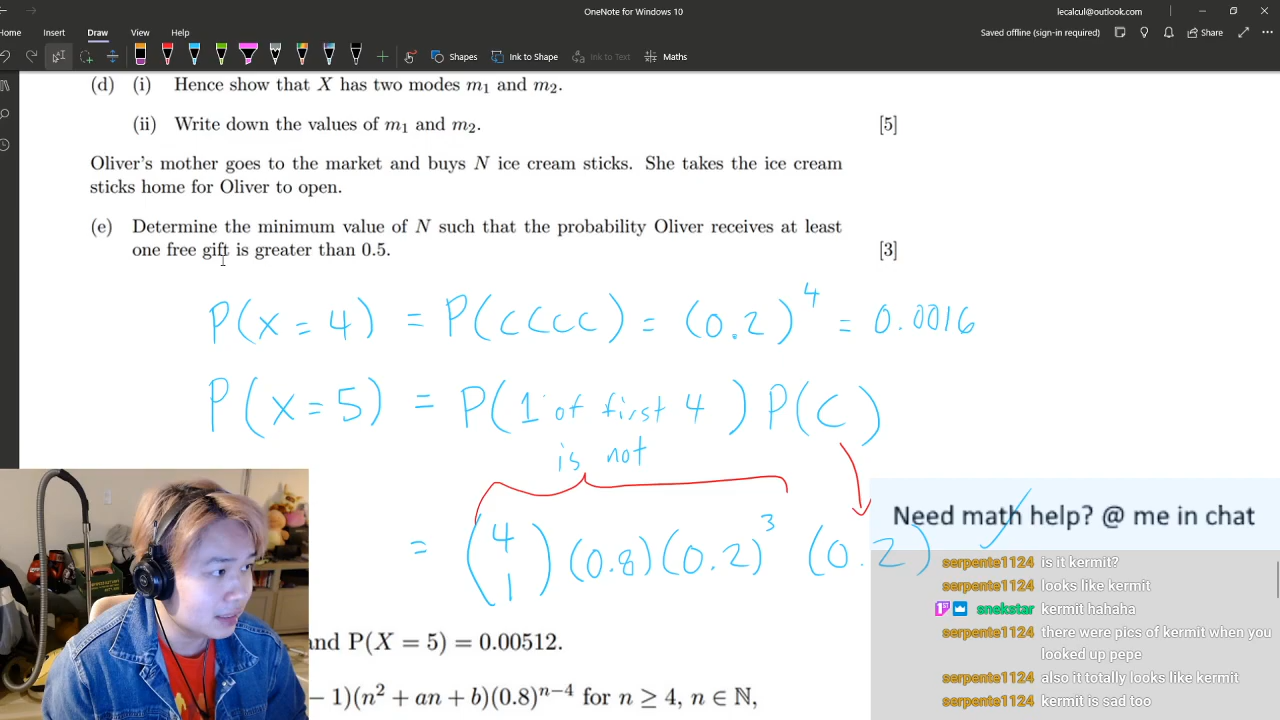 OneNote for Windows 10
lecalcul@outlook.com
Home Insert Draw View Help
Saved offline (sign-in required) Share
Shapes Ink to Shape Ink to Text Maths
(d) (i) Hence show that X has two modes m₁ and m₂.
(ii) Write down the values of m₁ and m₂. [5]
Oliver's mother goes to the market and buys N ice cream sticks. She takes the ice cream
sticks home for Oliver to open.
(e) Determine the minimum value of N such that the probability Oliver receives at least
one free gift is greater than 0.5. [3]
P(X = 4) = P(CCCC) = (0.2)⁴ = 0.0016
P(X = 5) = P(1 of first 4) P(C)
is not
= (4 1)(0.8)(0.2)³ (0.2)
nd P(X = 5) = 0.00512.
− 1)(n² + an + b)(0.8)ⁿ⁻⁴ for n ≥ 4, n ∈ ℕ,
Need math help? @ me in chat
serpente1124 is it kermit?
serpente1124 looks like kermit
1ST snekstar kermit hahaha
serpente1124 there were pics of kermit when you
looked up pepe
serpente1124 also it totally looks like kermit
serpente1124 kermit is sad too